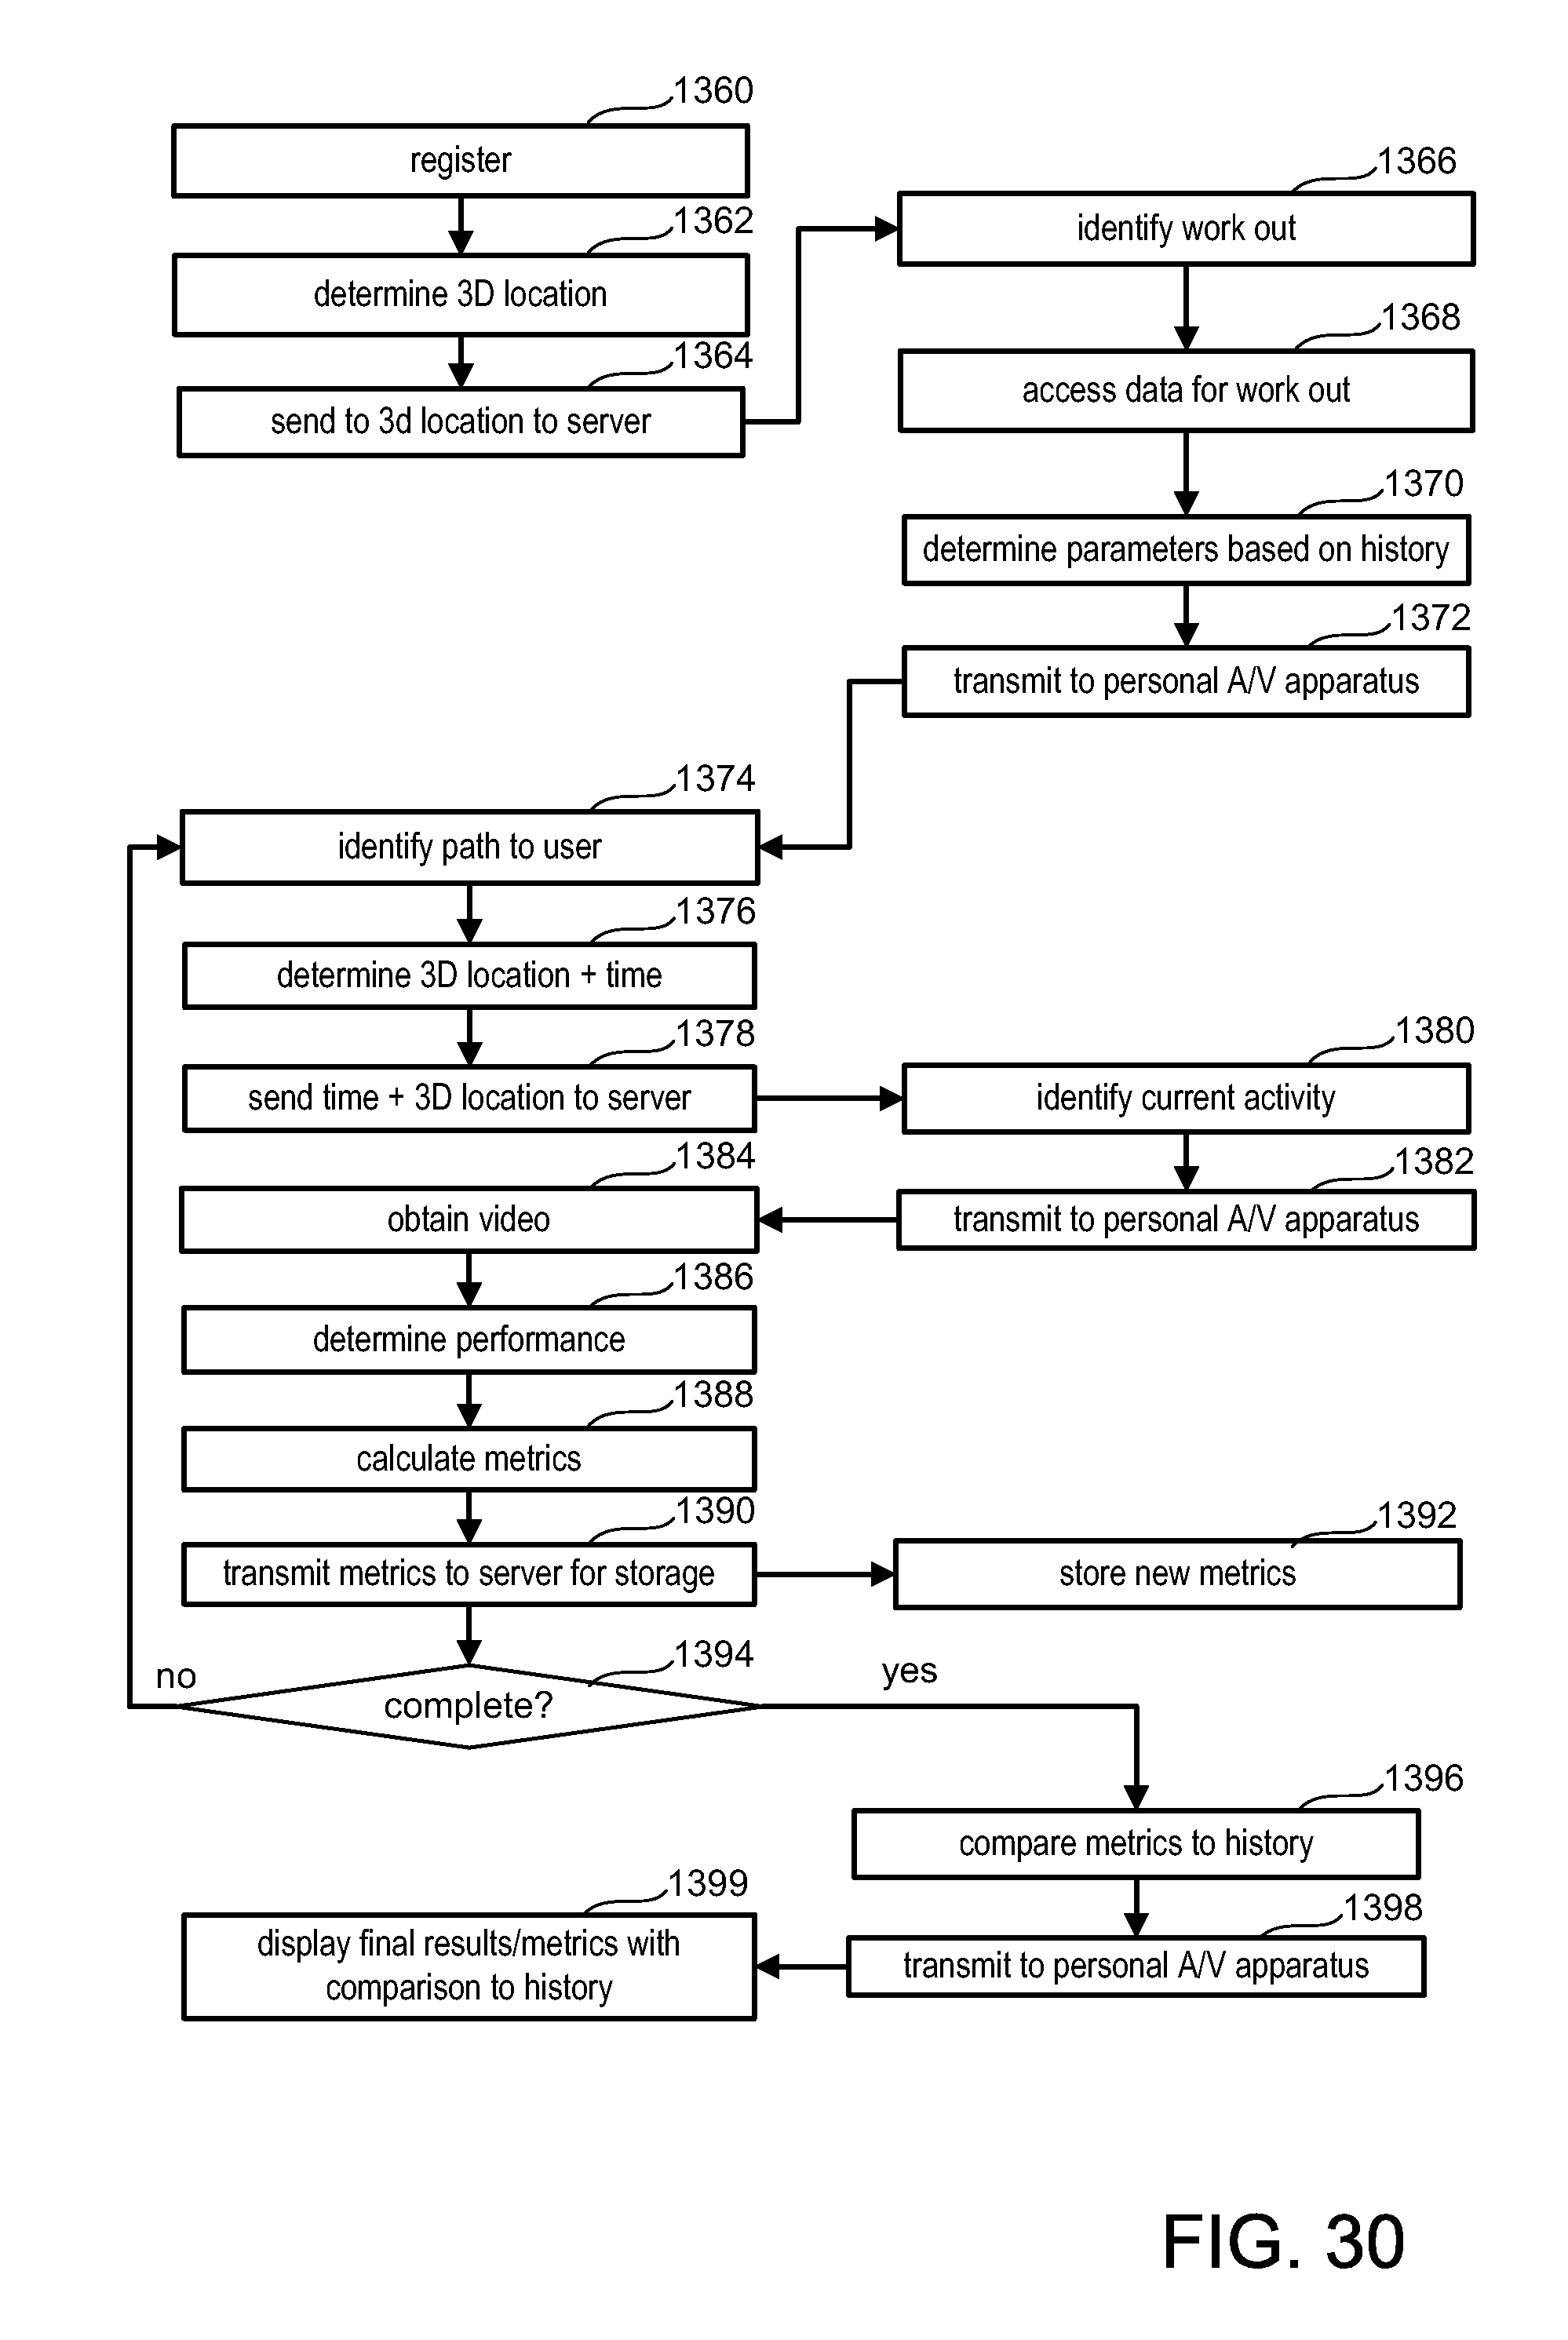 1360
register
1362
determine 3D location
1364
send to 3d location to server
1366
identify work out
1368
access data for work out
1370
determine parameters based on history
1372
transmit to personal A/V apparatus
1374
identify path to user
1376
determine 3D location + time
1378
send time + 3D location to server
1380
identify current activity
1382
transmit to personal A/V apparatus
1384
obtain video
1386
determine performance
1388
calculate metrics
1390
transmit metrics to server for storage
1392
store new metrics
1394
no
complete?
yes
1396
compare metrics to history
1398
transmit to personal A/V apparatus
1399
display final results/metrics with
comparison to history
FIG. 30